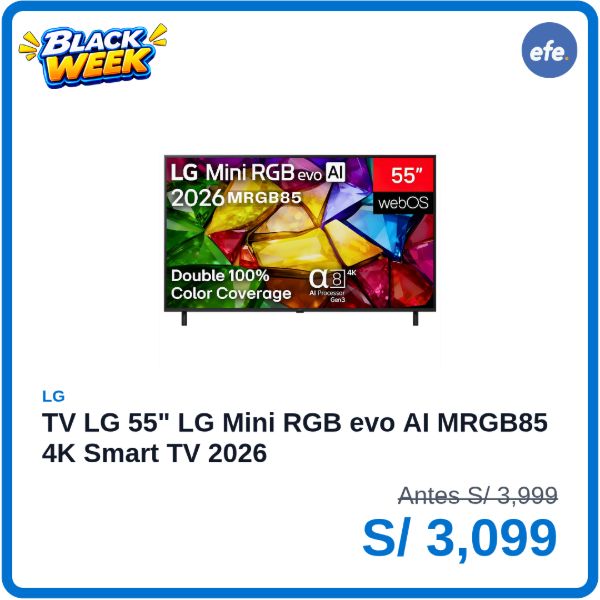 BLACK
WEEK
efe.
LG Mini RGB evo AI
2026 MRGB85
55"
webOS
Double 100%
Color Coverage
α 8 4K
AI Processor
Gen3
LG
TV LG 55" LG Mini RGB evo AI MRGB85
4K Smart TV 2026
Antes S/ 3,999
S/ 3,099